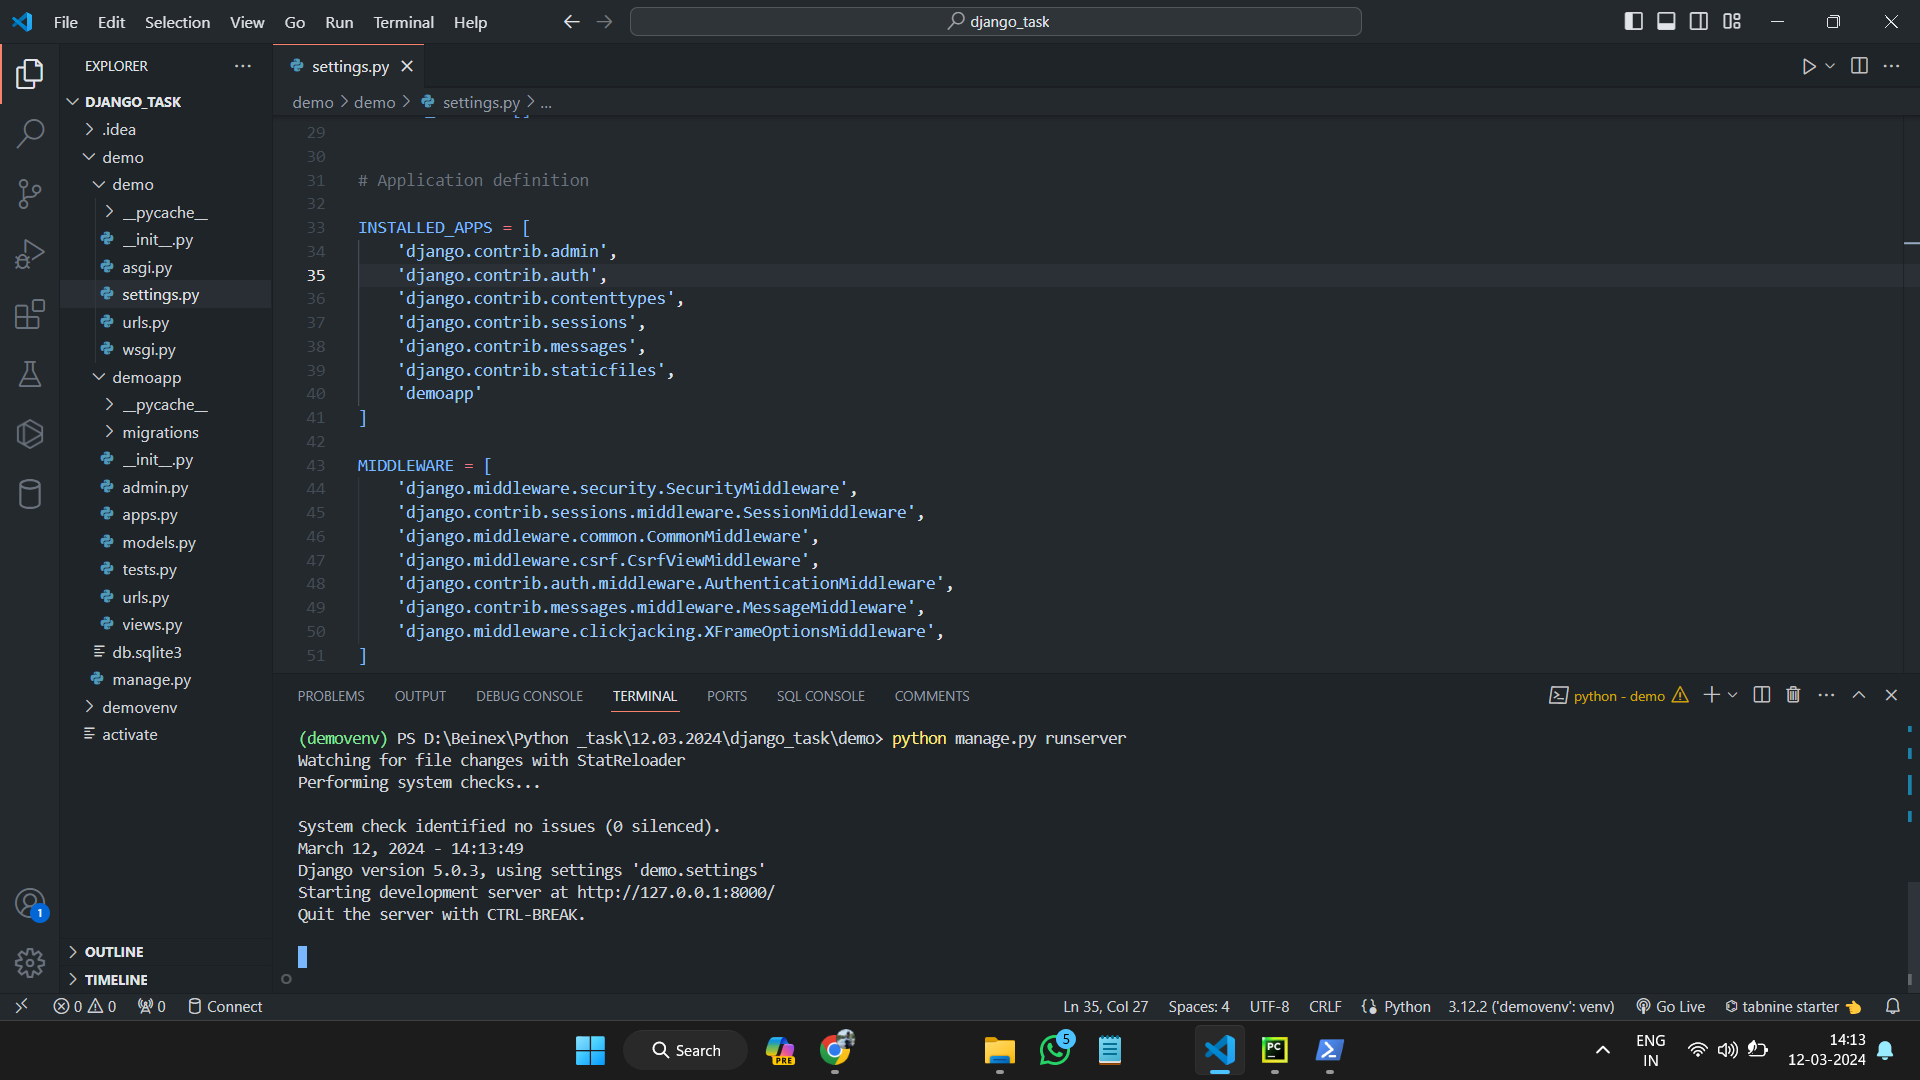 File Edit Selection View Go Run Terminal Help
django_task
EXPLORER
DJANGO_TASK
.idea
demo
demo
__pycache__
__init__.py
asgi.py
settings.py
urls.py
wsgi.py
demoapp
__pycache__
migrations
__init__.py
admin.py
apps.py
models.py
tests.py
urls.py
views.py
db.sqlite3
manage.py
demovenv
activate
OUTLINE
TIMELINE
settings.py
demo > demo > settings.py > ...
29
30
31 # Application definition
32
33 INSTALLED_APPS = [
34 'django.contrib.admin',
35 'django.contrib.auth',
36 'django.contrib.contenttypes',
37 'django.contrib.sessions',
38 'django.contrib.messages',
39 'django.contrib.staticfiles',
40 'demoapp'
41 ]
42
43 MIDDLEWARE = [
44 'django.middleware.security.SecurityMiddleware',
45 'django.contrib.sessions.middleware.SessionMiddleware',
46 'django.middleware.common.CommonMiddleware',
47 'django.middleware.csrf.CsrfViewMiddleware',
48 'django.contrib.auth.middleware.AuthenticationMiddleware',
49 'django.contrib.messages.middleware.MessageMiddleware',
50 'django.middleware.clickjacking.XFrameOptionsMiddleware',
51 ]
PROBLEMS OUTPUT DEBUG CONSOLE TERMINAL PORTS SQL CONSOLE COMMENTS
python - demo
(demovenv) PS D:\Beinex\Python _task\12.03.2024\django_task\demo> python manage.py runserver
Watching for file changes with StatReloader
Performing system checks...
System check identified no issues (0 silenced).
March 12, 2024 - 14:13:49
Django version 5.0.3, using settings 'demo.settings'
Starting development server at http://127.0.0.1:8000/
Quit the server with CTRL-BREAK.
1
0 0 0 Connect
Ln 35, Col 27 Spaces: 4 UTF-8 CRLF Python 3.12.2 ('demovenv': venv) Go Live tabnine starter
Search
PRE
5
PC
ENG
IN
14:13
12-03-2024